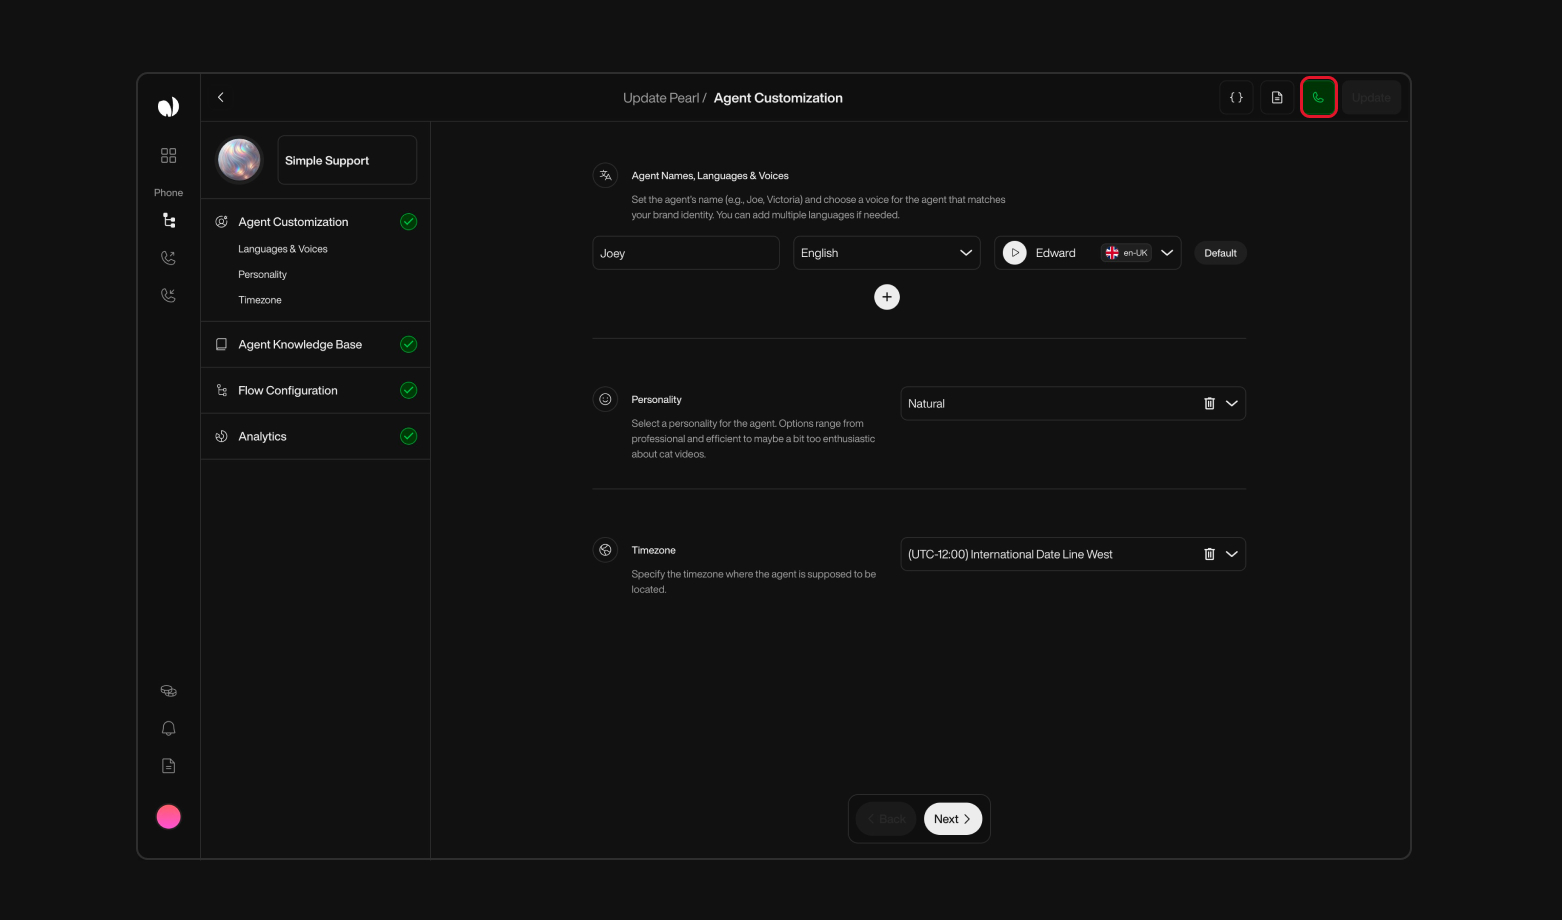 Update Pearl / Agent Customization
{ }
Update
Phone
Simple Support
Agent Customization
Languages & Voices
Personality
Timezone
Agent Knowledge Base
Flow Configuration
Analytics
Agent Names, Languages & Voices
Set the agent's name (e.g., Joe, Victoria) and choose a voice for the agent that matches
your brand identity. You can add multiple languages if needed.
Joey
English
Edward
en-UK
Default
Personality
Select a personality for the agent. Options range from
professional and efficient to maybe a bit too enthusiastic
about cat videos.
Natural
Timezone
Specify the timezone where the agent is supposed to be
located.
(UTC-12:00) International Date Line West
Back
Next